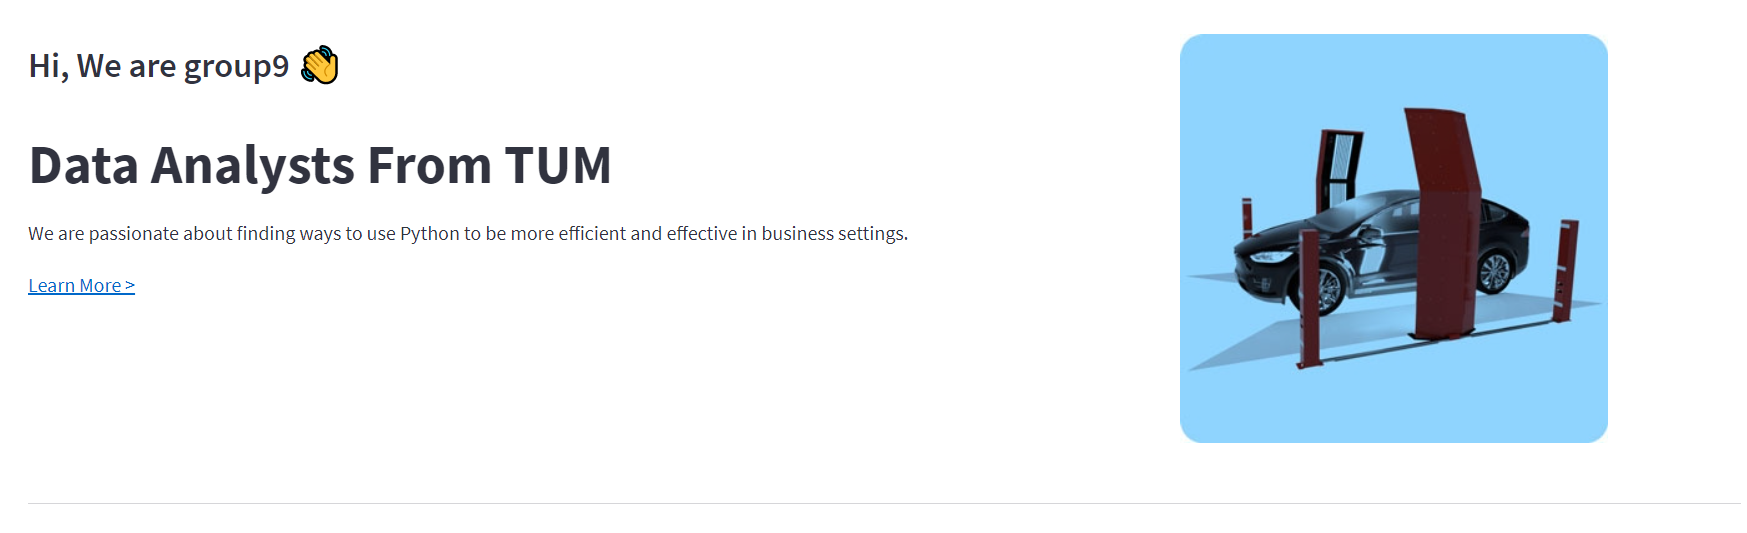 Hi, We are group9 👋
Data Analysts From TUM
We are passionate about finding ways to use Python to be more efficient and effective in business settings.
Learn More >